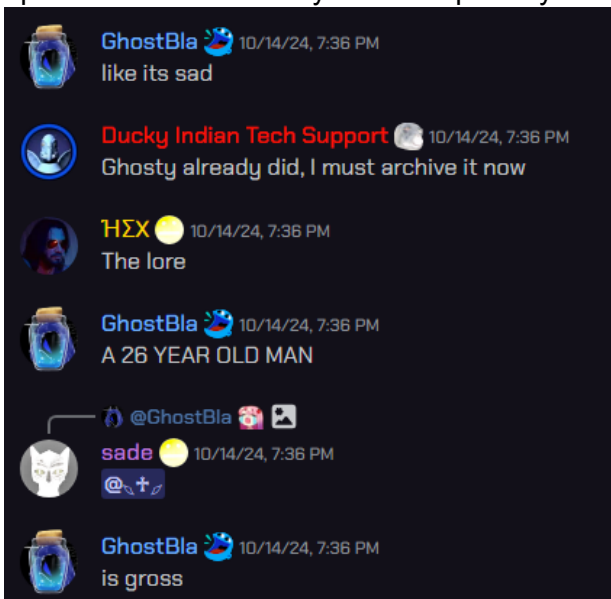 GhostBla 10/14/24, 7:36 PM
like its sad
Ducky Indian Tech Support 10/14/24, 7:36 PM
Ghosty already did, I must archive it now
ΉΣX 10/14/24, 7:36 PM
The lore
GhostBla 10/14/24, 7:36 PM
A 26 YEAR OLD MAN
@GhostBla
sade 10/14/24, 7:36 PM
GhostBla 10/14/24, 7:36 PM
is gross